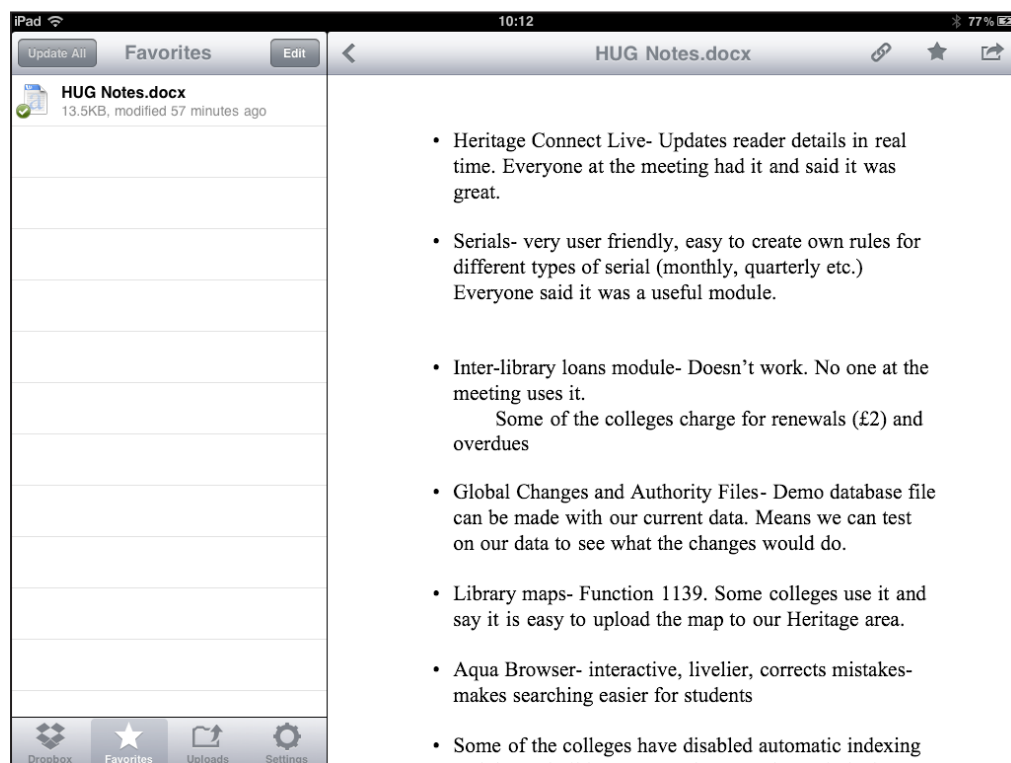 iPad 10:12 77%
Update All Favorites Edit HUG Notes.docx
HUG Notes.docx
13.5KB, modified 57 minutes ago
• Heritage Connect Live- Updates reader details in real
time. Everyone at the meeting had it and said it was
great.
• Serials- very user friendly, easy to create own rules for
different types of serial (monthly, quarterly etc.)
Everyone said it was a useful module.
• Inter-library loans module- Doesn’t work. No one at the
meeting uses it.
Some of the colleges charge for renewals (£2) and
overdues
• Global Changes and Authority Files- Demo database file
can be made with our current data. Means we can test
on our data to see what the changes would do.
• Library maps- Function 1139. Some colleges use it and
say it is easy to upload the map to our Heritage area.
• Aqua Browser- interactive, livelier, corrects mistakes-
makes searching easier for students
• Some of the colleges have disabled automatic indexing
Dropbox Favorites Uploads Settings